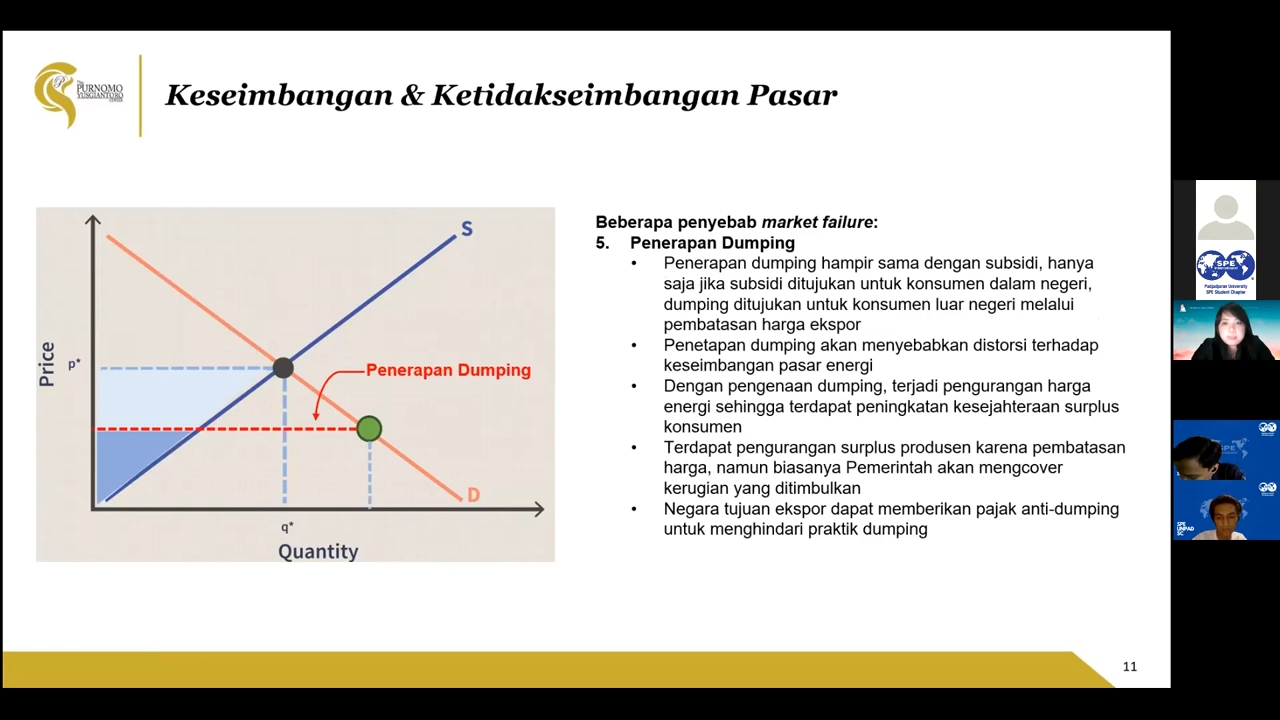 The
PURNOMO
YUSGIANTORO
CENTER
Keseimbangan & Ketidakseimbangan Pasar
S
Price
p*
Penerapan Dumping
D
q*
Quantity
Beberapa penyebab market failure:
5. Penerapan Dumping
• Penerapan dumping hampir sama dengan subsidi, hanya
saja jika subsidi ditujukan untuk konsumen dalam negeri,
dumping ditujukan untuk konsumen luar negeri melalui
pembatasan harga ekspor
• Penetapan dumping akan menyebabkan distorsi terhadap
keseimbangan pasar energi
• Dengan pengenaan dumping, terjadi pengurangan harga
energi sehingga terdapat peningkatan kesejahteraan surplus
konsumen
• Terdapat pengurangan surplus produsen karena pembatasan
harga, namun biasanya Pemerintah akan mengcover
kerugian yang ditimbulkan
• Negara tujuan ekspor dapat memberikan pajak anti-dumping
untuk menghindari praktik dumping
11
SPE
International
Padjadjaran University
SPE Student Chapter
SPE
SPE
UNPAD
SC